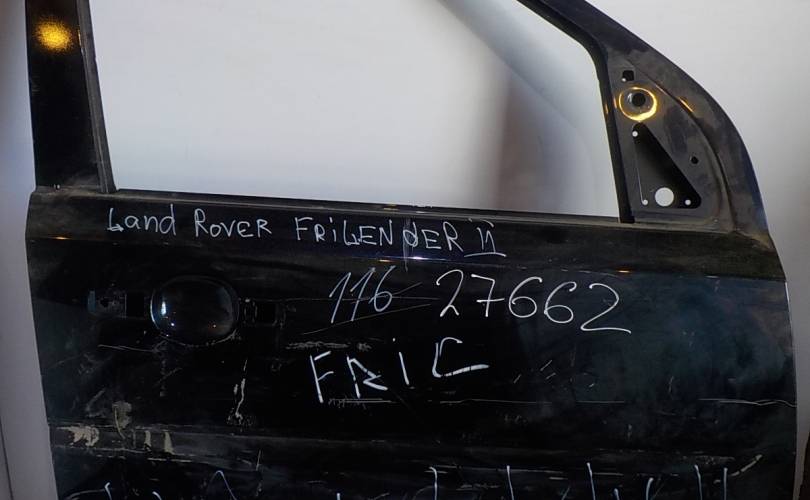 Land Rover FRiLENDER II
116 27662
FRiC